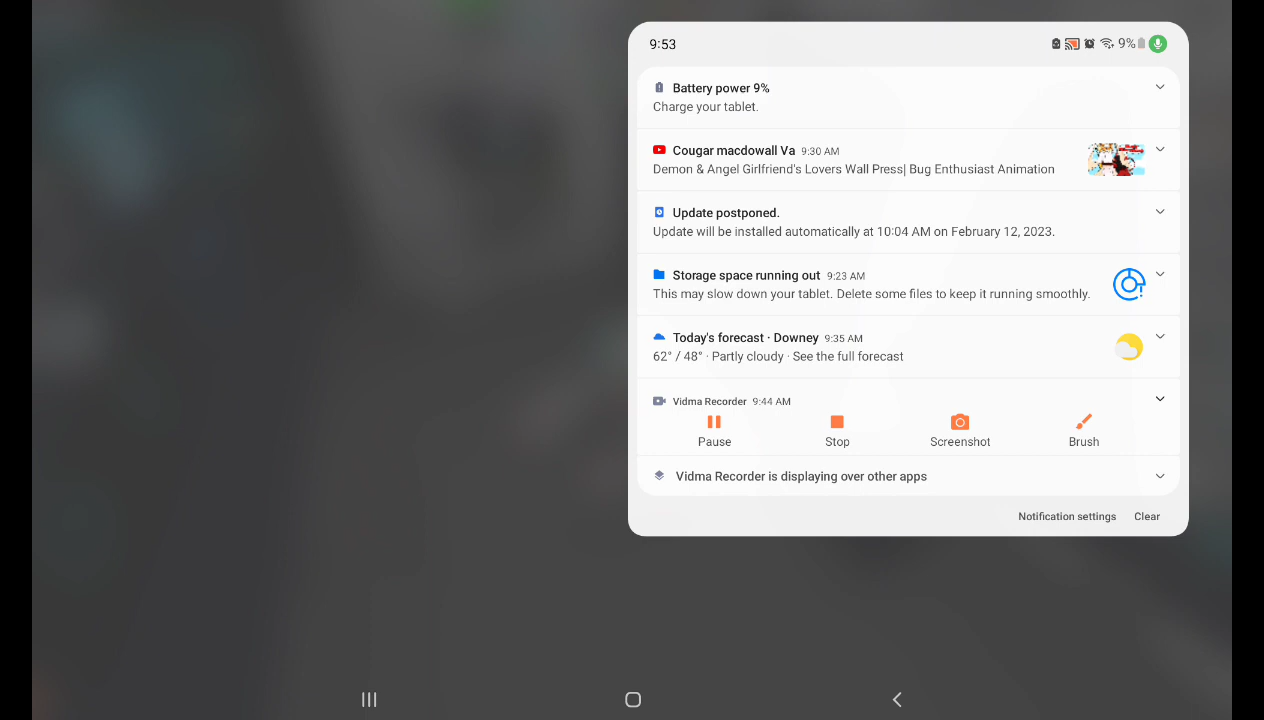 9:53
9%
Battery power 9%
Charge your tablet.
Cougar macdowall Va 9:30 AM
Demon & Angel Girlfriend's Lovers Wall Press| Bug Enthusiast Animation
Update postponed.
Update will be installed automatically at 10:04 AM on February 12, 2023.
Storage space running out 9:23 AM
This may slow down your tablet. Delete some files to keep it running smoothly.
Today's forecast · Downey 9:35 AM
62° / 48° · Partly cloudy · See the full forecast
Vidma Recorder 9:44 AM
Pause Stop Screenshot Brush
Vidma Recorder is displaying over other apps
Notification settings Clear